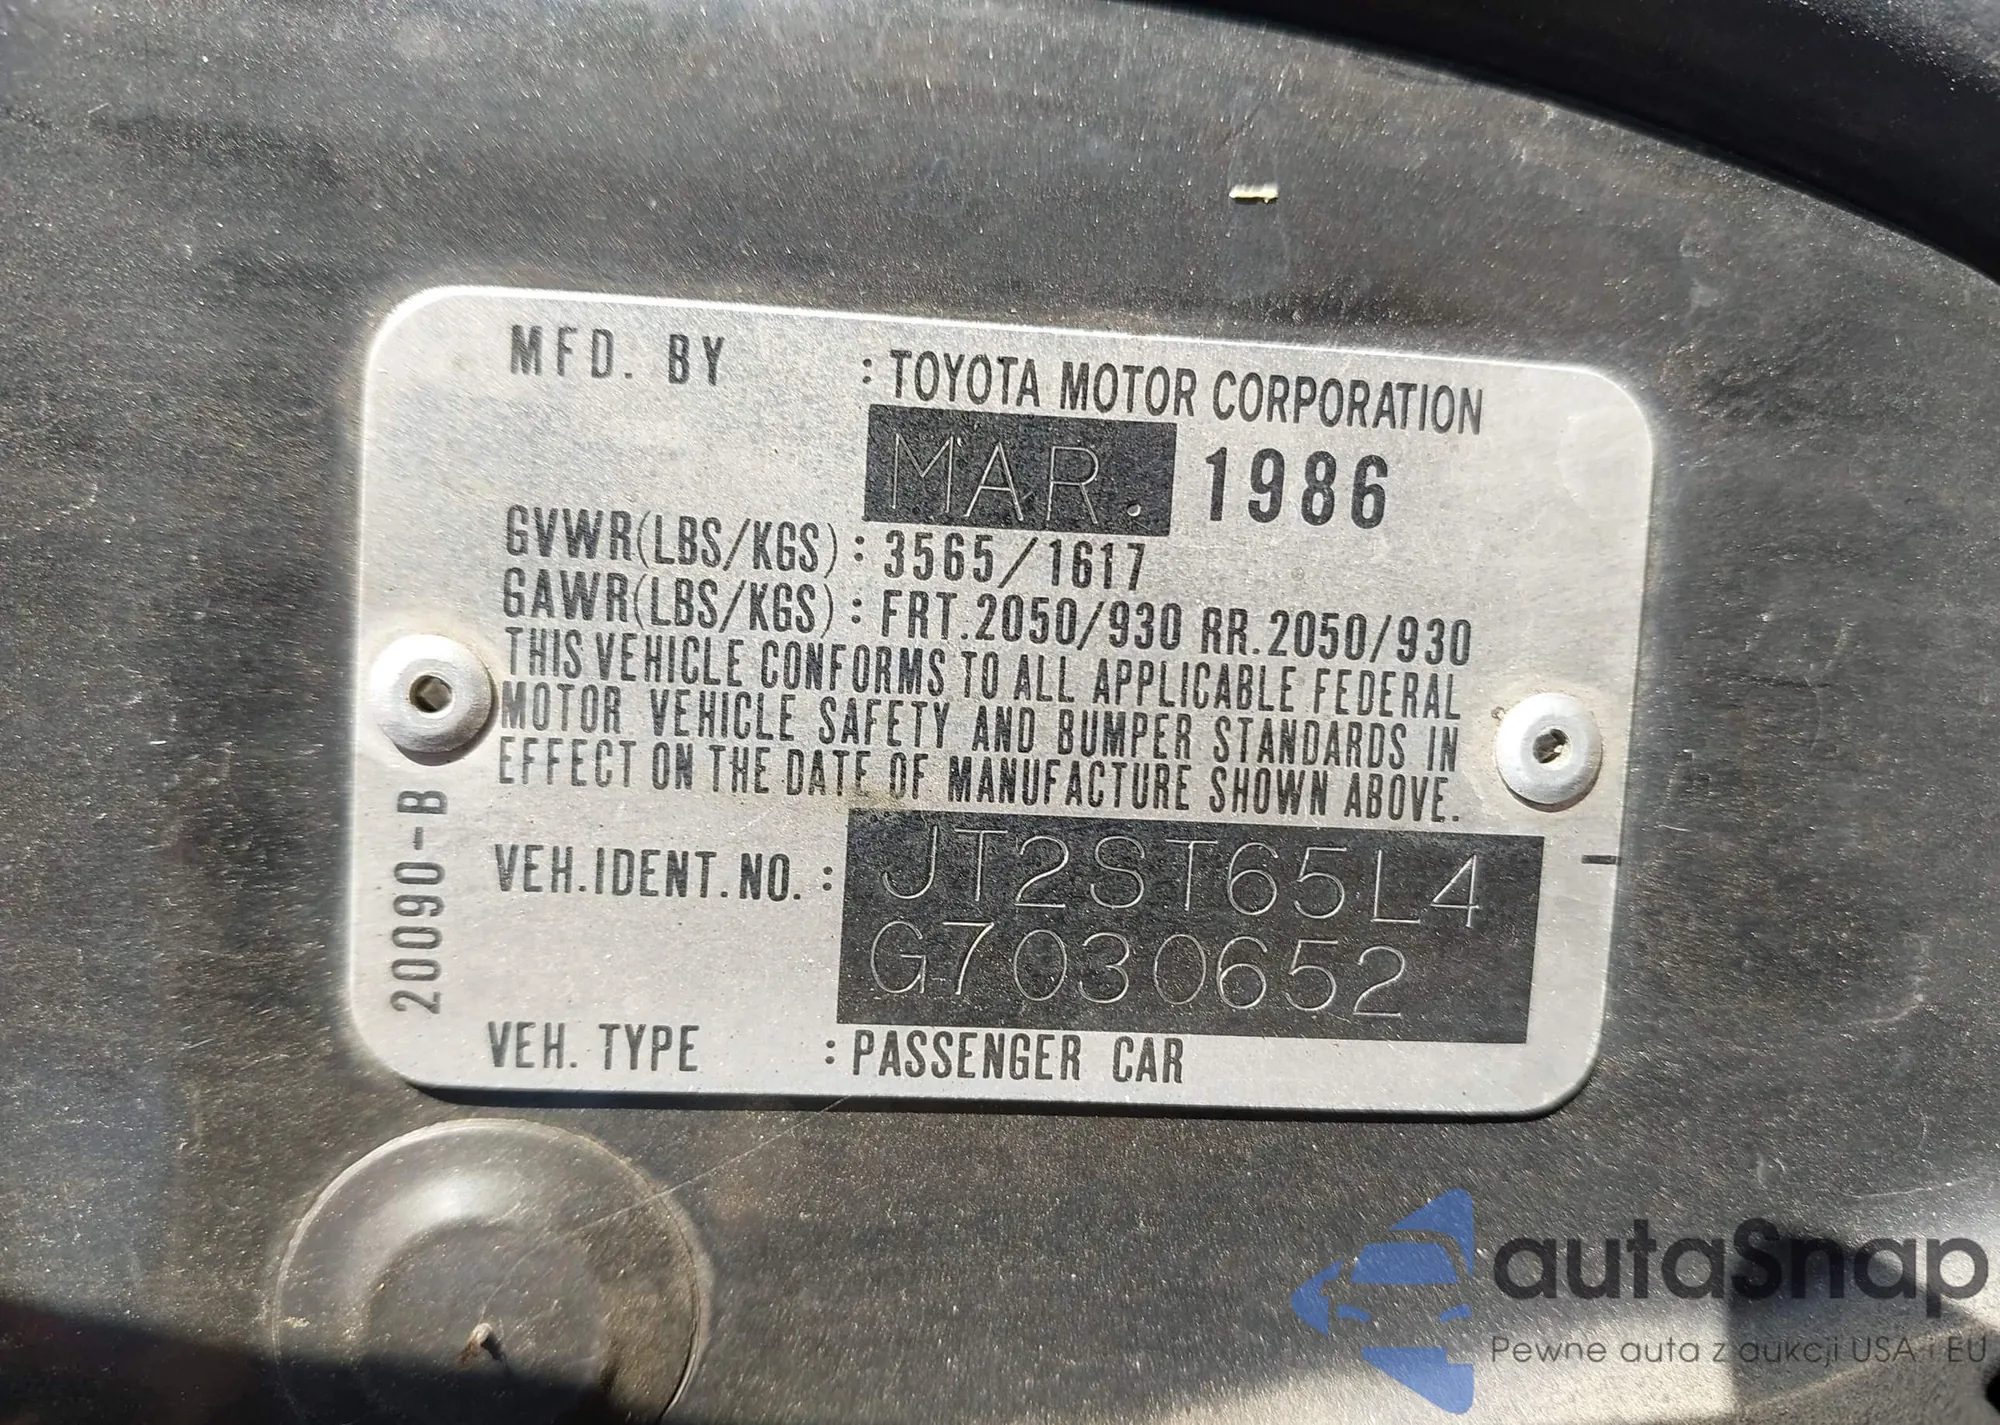 MFD. BY : TOYOTA MOTOR CORPORATION
MAR. 1986
GVWR(LBS/KGS) : 3565/1617
GAWR(LBS/KGS) : FRT.2050/930 RR.2050/930
THIS VEHICLE CONFORMS TO ALL APPLICABLE FEDERAL
MOTOR VEHICLE SAFETY AND BUMPER STANDARDS IN
EFFECT ON THE DATE OF MANUFACTURE SHOWN ABOVE.
VEH.IDENT.NO. : JT2ST65L4
G7030652
VEH. TYPE : PASSENGER CAR
20090-B
autaSnap
Pewne auta z aukcji USA i EU